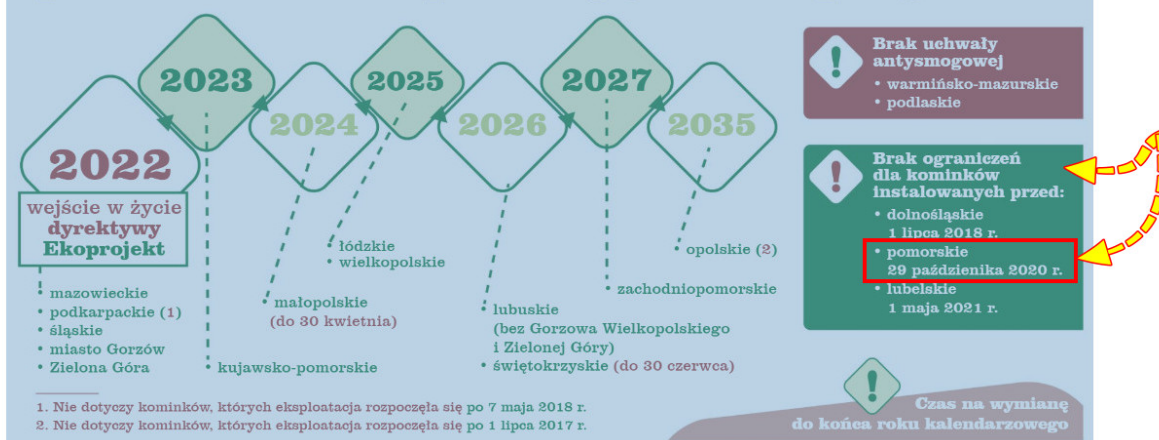 2022
wejście w życie
dyrektywy
Ekoprojekt
• mazowieckie
• podkarpackie (1)
• śląskie
• miasto Gorzów
• Zielona Góra
2023
• kujawsko-pomorskie
2024
• małopolskie
(do 30 kwietnia)
2025
• łódzkie
• wielkopolskie
2026
• lubuskie
(bez Gorzowa Wielkopolskiego
i Zielonej Góry)
• świętokrzyskie (do 30 czerwca)
2027
• zachodniopomorskie
2035
opolskie (2)
Brak uchwały
antysmogowej
• warmińsko-mazurskie
• podlaskie
Brak ograniczeń
dla kominków
instalowanych przed:
• dolnośląskie
1 lipca 2018 r.
• pomorskie
29 paździenika 2020 r.
• lubelskie
1 maja 2021 r.
Czas na wymianę
do końca roku kalendarzowego
1. Nie dotyczy kominków, których eksploatacja rozpoczęła się po 7 maja 2018 r.
2. Nie dotyczy kominków, których eksploatacja rozpoczęła się po 1 lipca 2017 r.